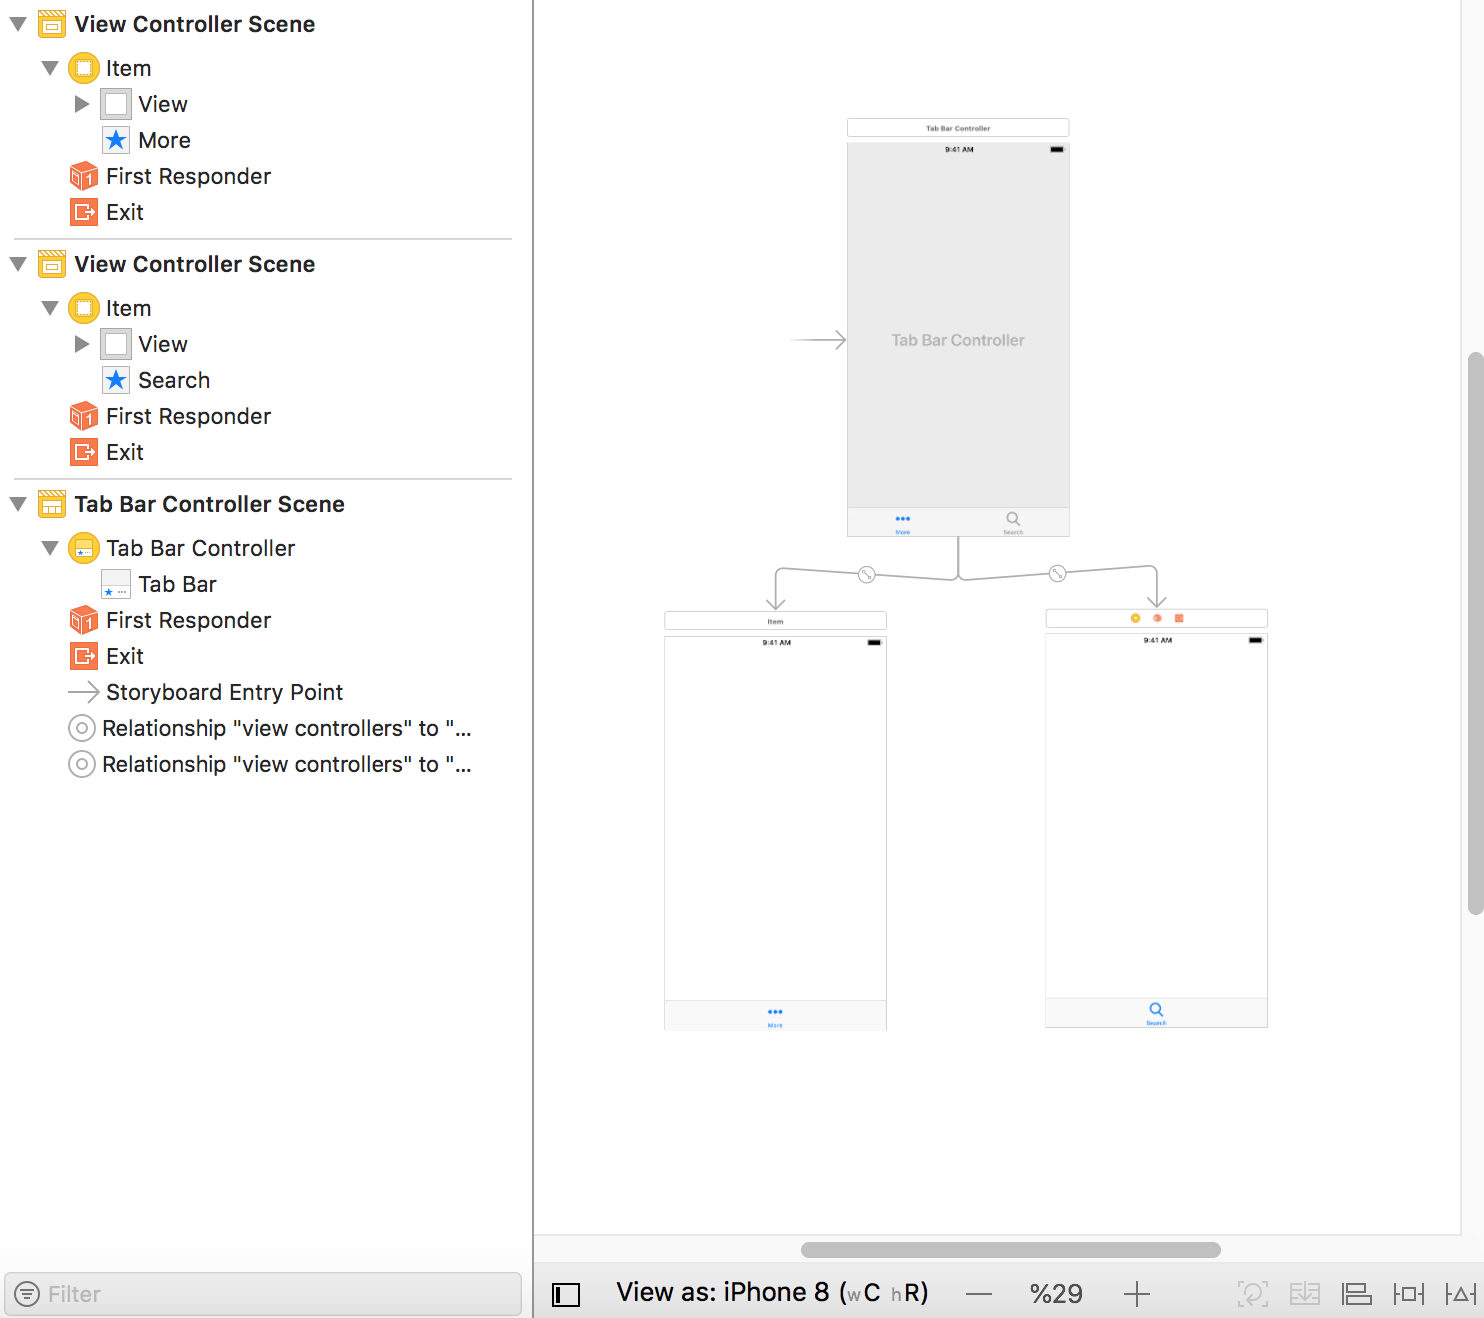 View Controller Scene
Item
View
More
First Responder
Exit
View Controller Scene
Item
View
Search
First Responder
Exit
Tab Bar Controller Scene
Tab Bar Controller
Tab Bar
First Responder
Exit
Storyboard Entry Point
Relationship "view controllers" to "...
Relationship "view controllers" to "...
Filter
Tab Bar Controller
9:41 AM
Tab Bar Controller
More
Search
Item
9:41 AM
More
9:41 AM
Search
View as: iPhone 8 (wC hR)
%29